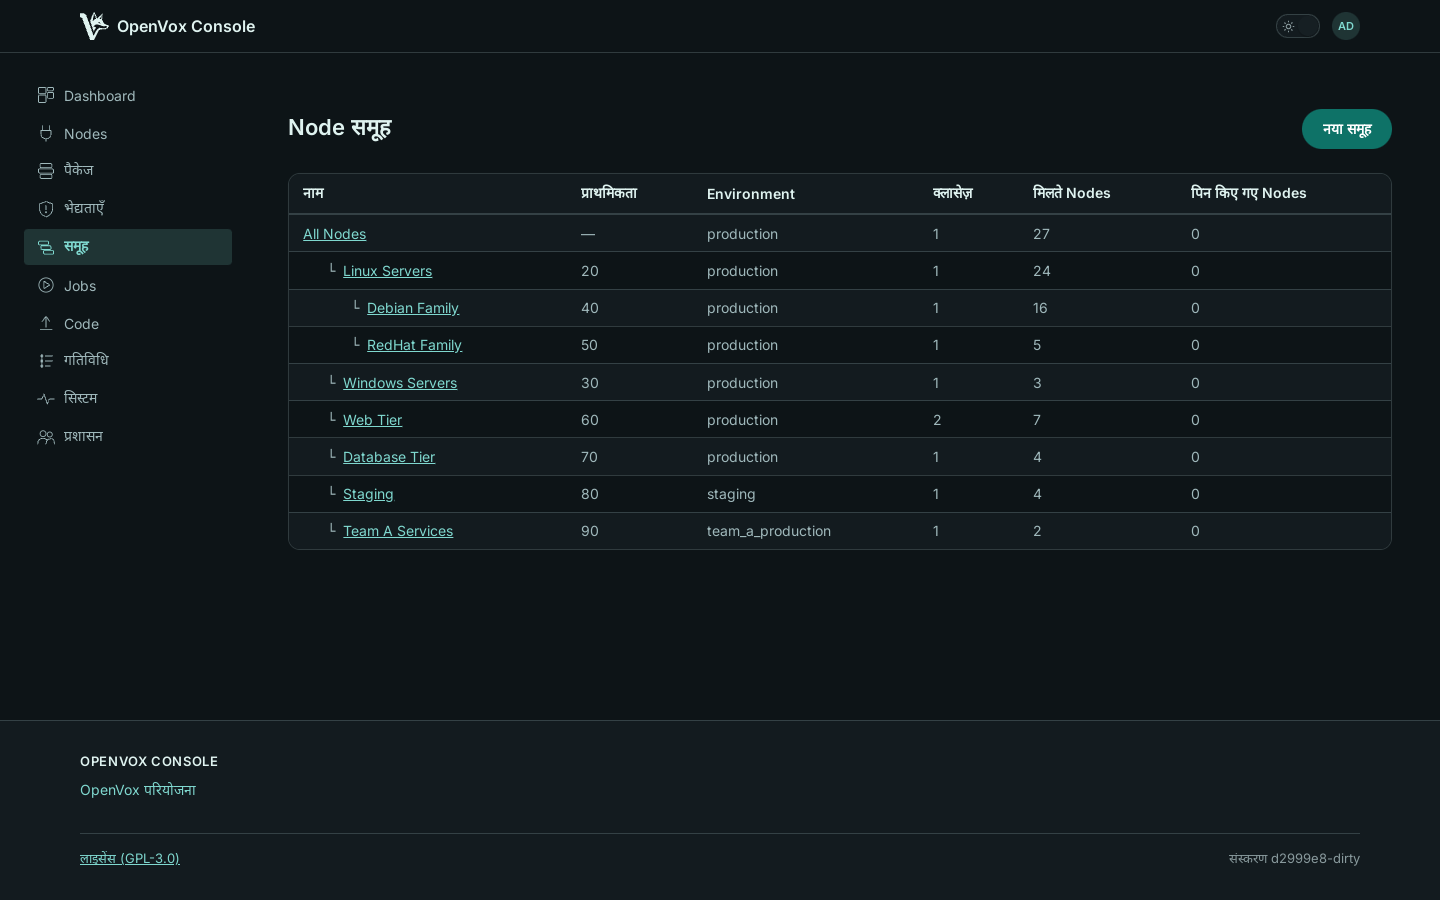 OpenVox Console
AD
Dashboard
Nodes
पैकेज
भेद्यताएँ
समूह
Jobs
Code
गतिविधि
सिस्टम
प्रशासन
Node समूह
नया समूह
नाम प्राथमिकता Environment क्लासेज़ मिलते Nodes पिन किए गए Nodes
All Nodes — production 1 27 0
└ Linux Servers 20 production 1 24 0
└ Debian Family 40 production 1 16 0
└ RedHat Family 50 production 1 5 0
└ Windows Servers 30 production 1 3 0
└ Web Tier 60 production 2 7 0
└ Database Tier 70 production 1 4 0
└ Staging 80 staging 1 4 0
└ Team A Services 90 team_a_production 1 2 0
OPENVOX CONSOLE
OpenVox परियोजना
लाइसेंस (GPL-3.0)
संस्करण d2999e8-dirty